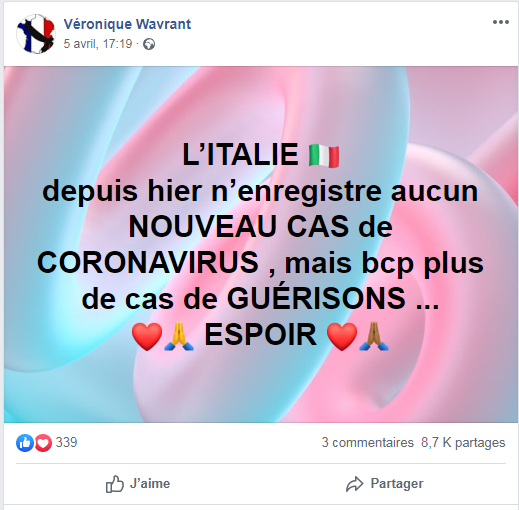 Véronique Wavrant
5 avril, 17:19 ·
L’ITALIE 🇮🇹
depuis hier n’enregistre aucun
NOUVEAU CAS de
CORONAVIRUS , mais bcp plus
de cas de GUÉRISONS ...
❤️🙏 ESPOIR ❤️🙏🏾
339
3 commentaires 8,7 K partages
J’aime
Partager